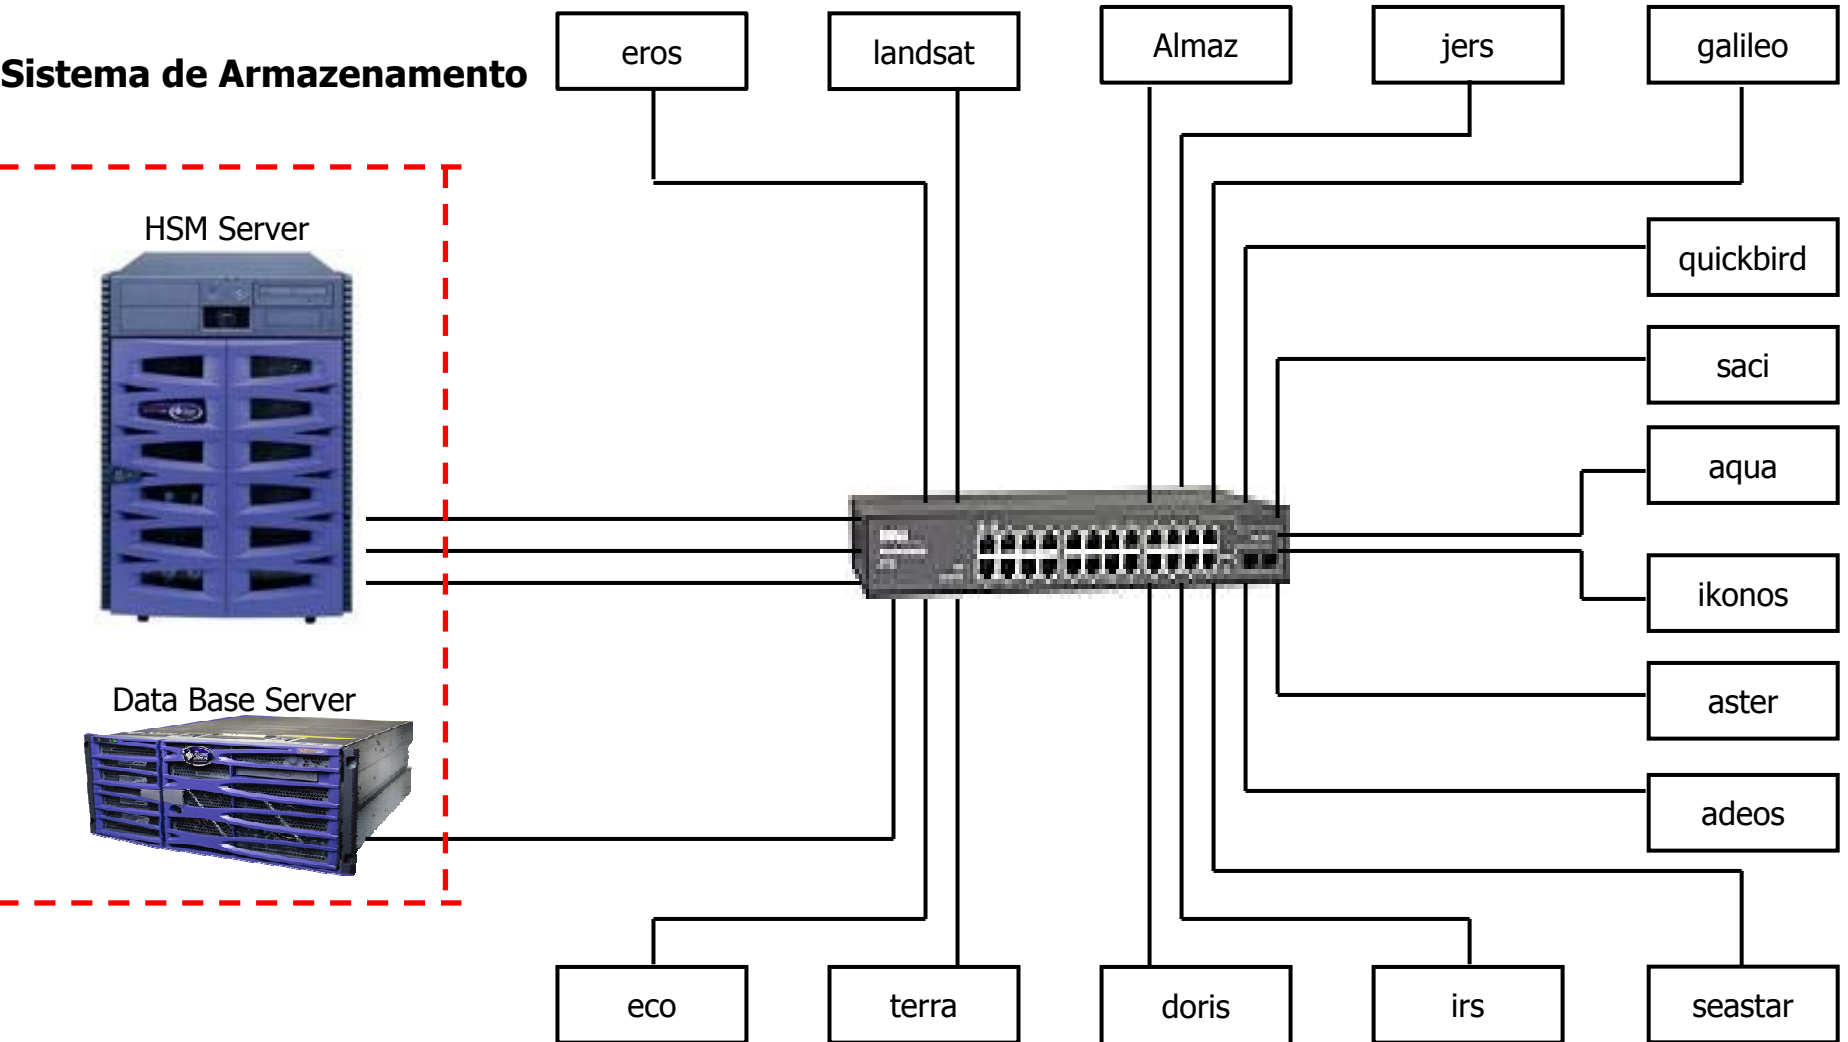 eros
landsat
Almaz
jers
galileo
Sistema de Armazenamento
HSM Server
quickbird
saci
aqua
ikonos
Data Base Server
aster
adeos
eco
terra
doris
irs
seastar